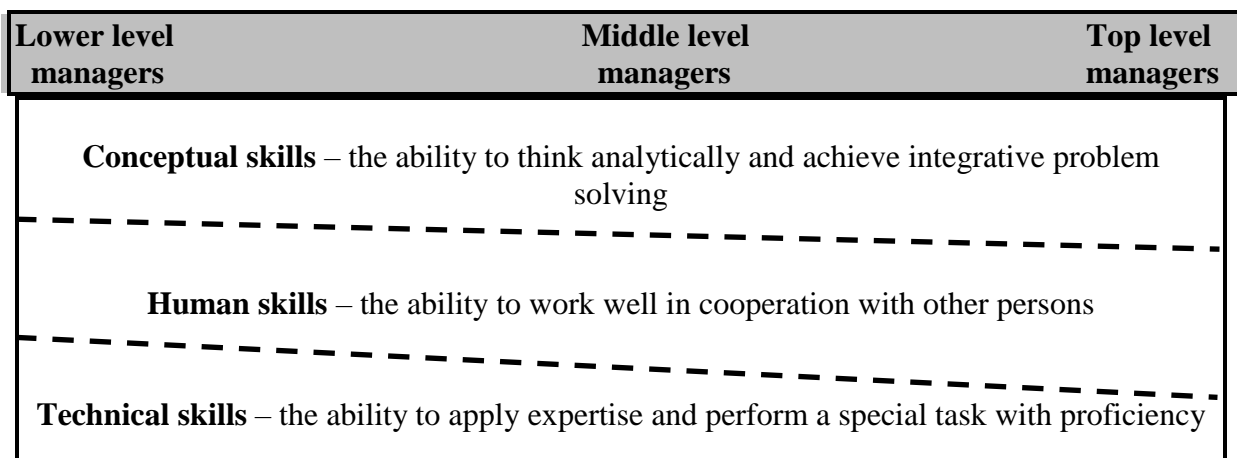 Lower level Middle level Top level
managers managers managers
Conceptual skills – the ability to think analytically and achieve integrative problem
solving
Human skills – the ability to work well in cooperation with other persons
Technical skills – the ability to apply expertise and perform a special task with proficiency